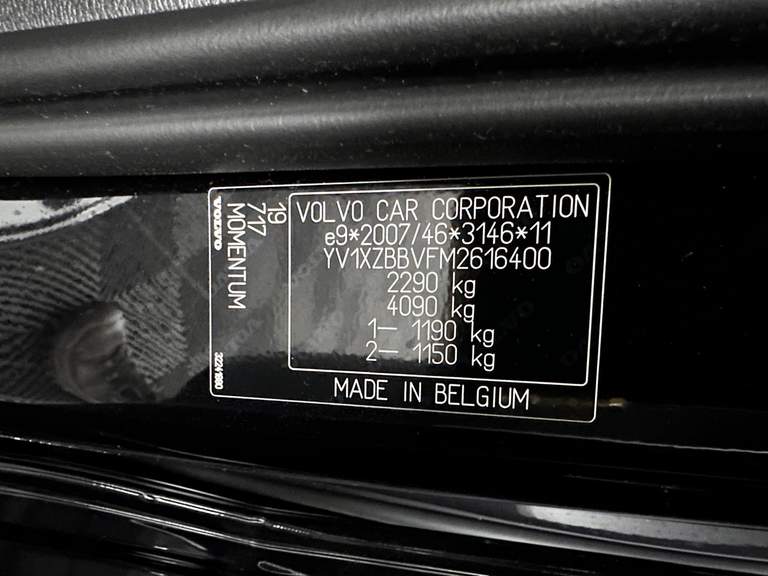 VOLVO CAR CORPORATION
e9*2007/46*3146*11
YV1XZBBVFM2616400
2290 kg
4090 kg
1– 1190 kg
2– 1150 kg
MADE IN BELGIUM
19
717
MOMENTUM
VOLVO